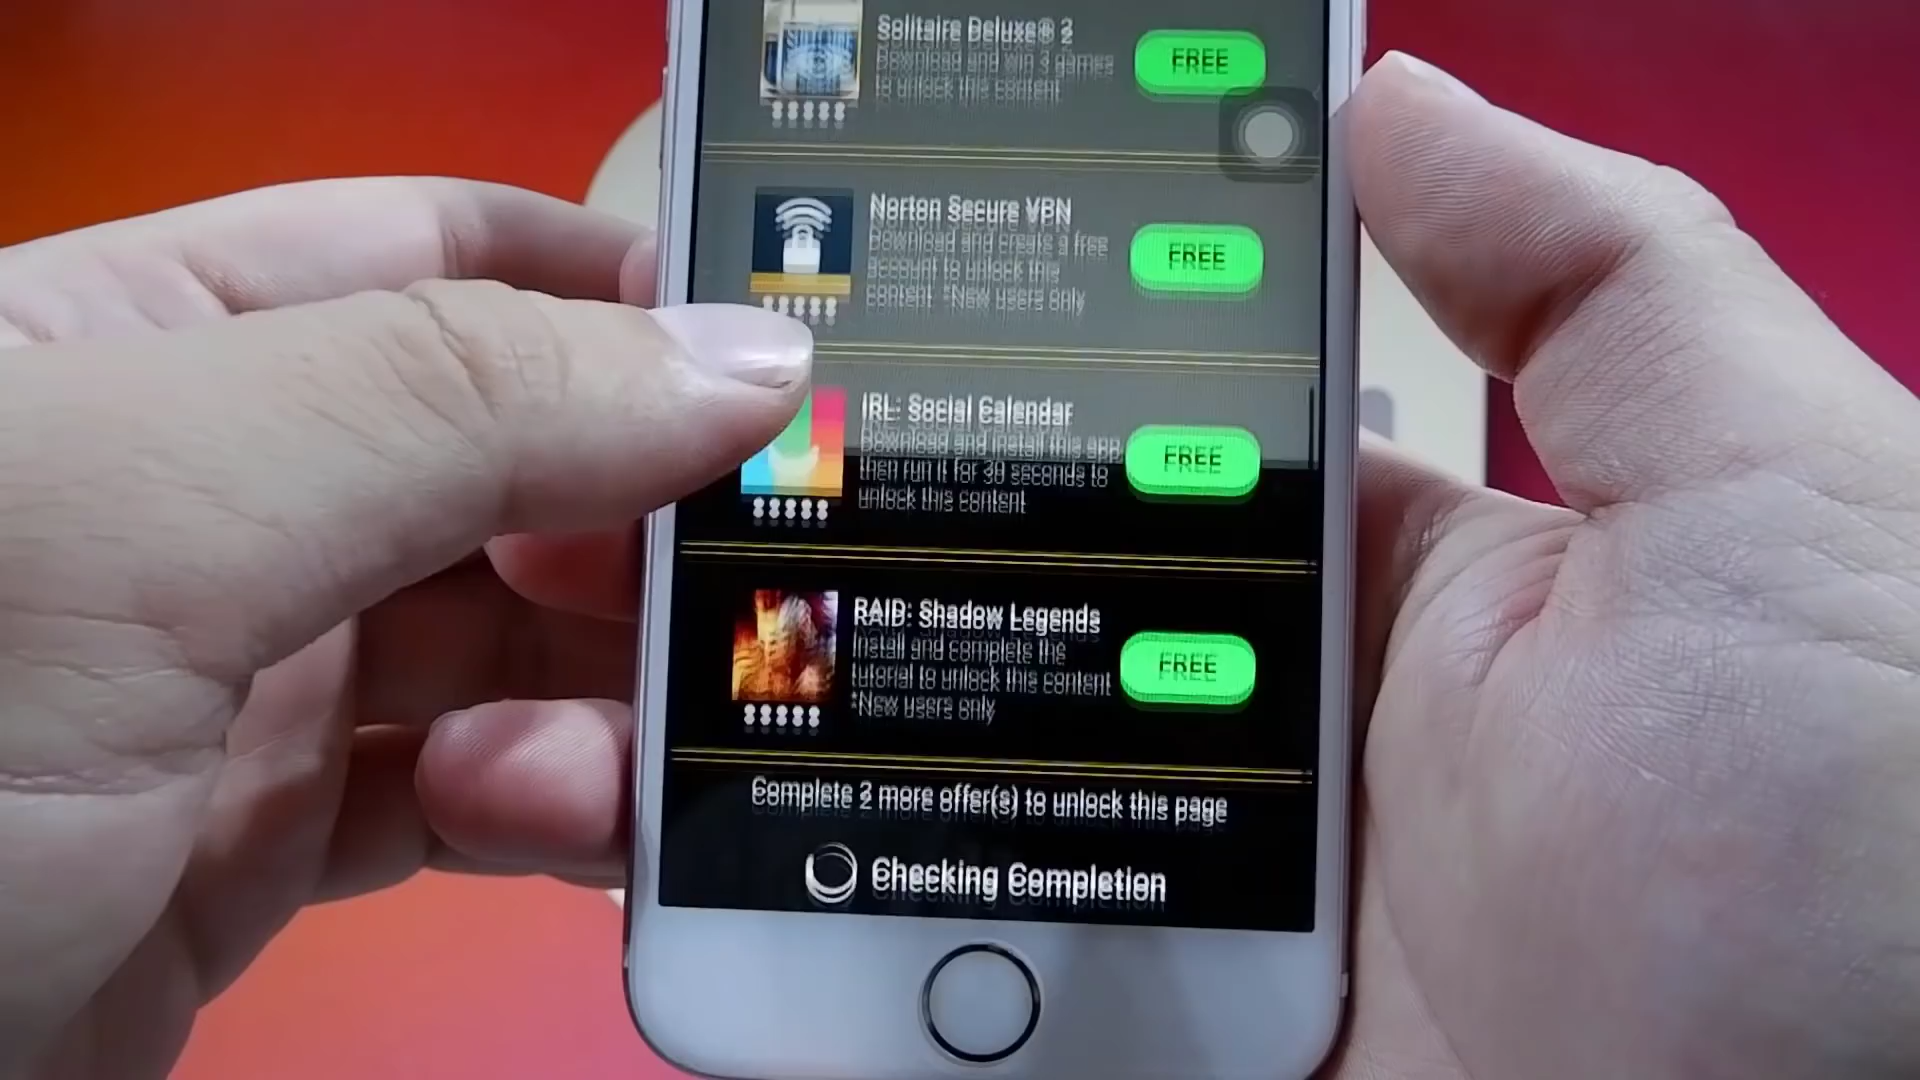 Solitaire Deluxe® 2
Download and win 3 games
to unlock this content
FREE
Norton Secure VPN
Download and create a free
account to unlock this
content *New users only
FREE
IRL: Social Calendar
Download and install this app
then run it for 30 seconds to
unlock this content
FREE
RAID: Shadow Legends
Install and complete the
tutorial to unlock this content
*New users only
FREE
Complete 2 more offer(s) to unlock this page
Checking Completion